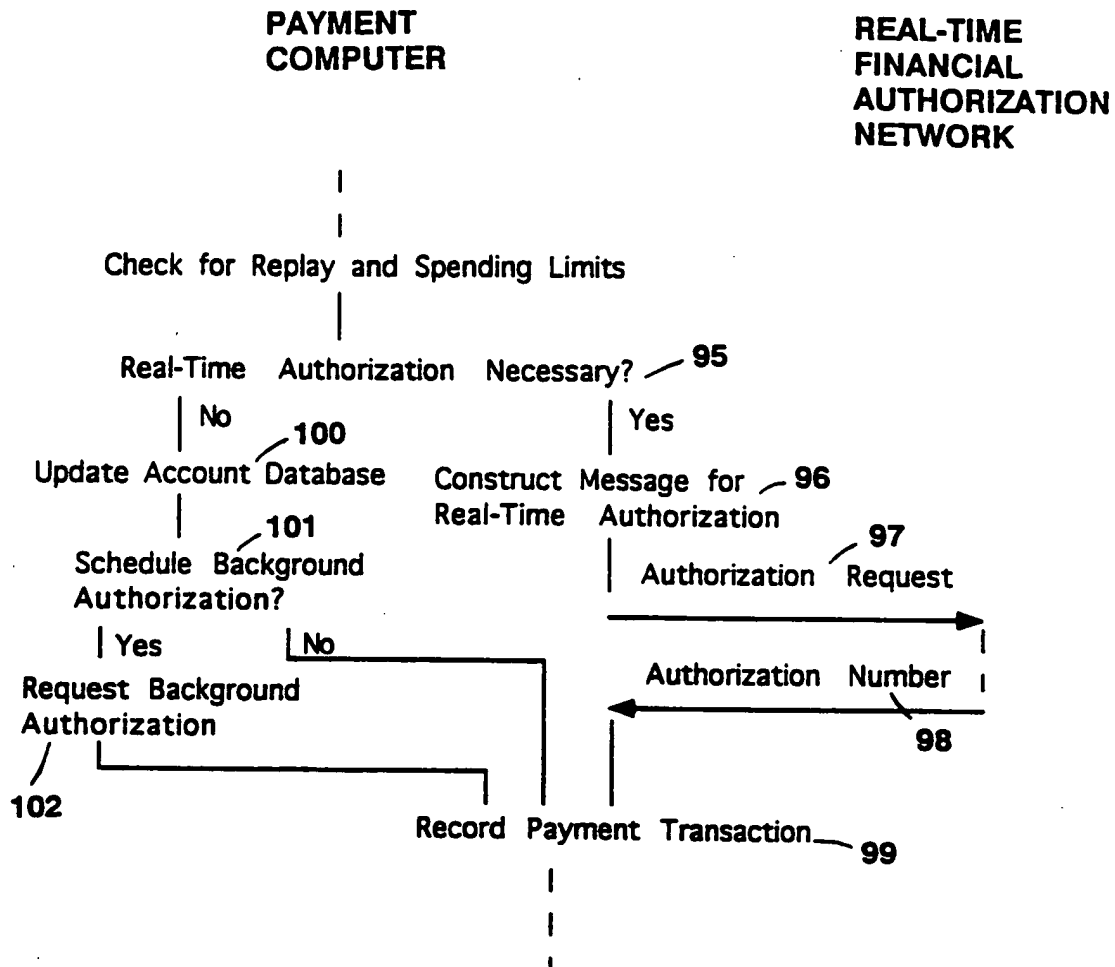 PAYMENT
COMPUTER
REAL-TIME
FINANCIAL
AUTHORIZATION
NETWORK
Check for Replay and Spending Limits
Real-Time Authorization Necessary? 95
No
Yes
100
Update Account Database
Construct Message for 96
Real-Time Authorization
101
97
Schedule Background
Authorization?
Authorization Request
Yes
No
Authorization Number
Request Background
Authorization
98
102
Record Payment Transaction 99